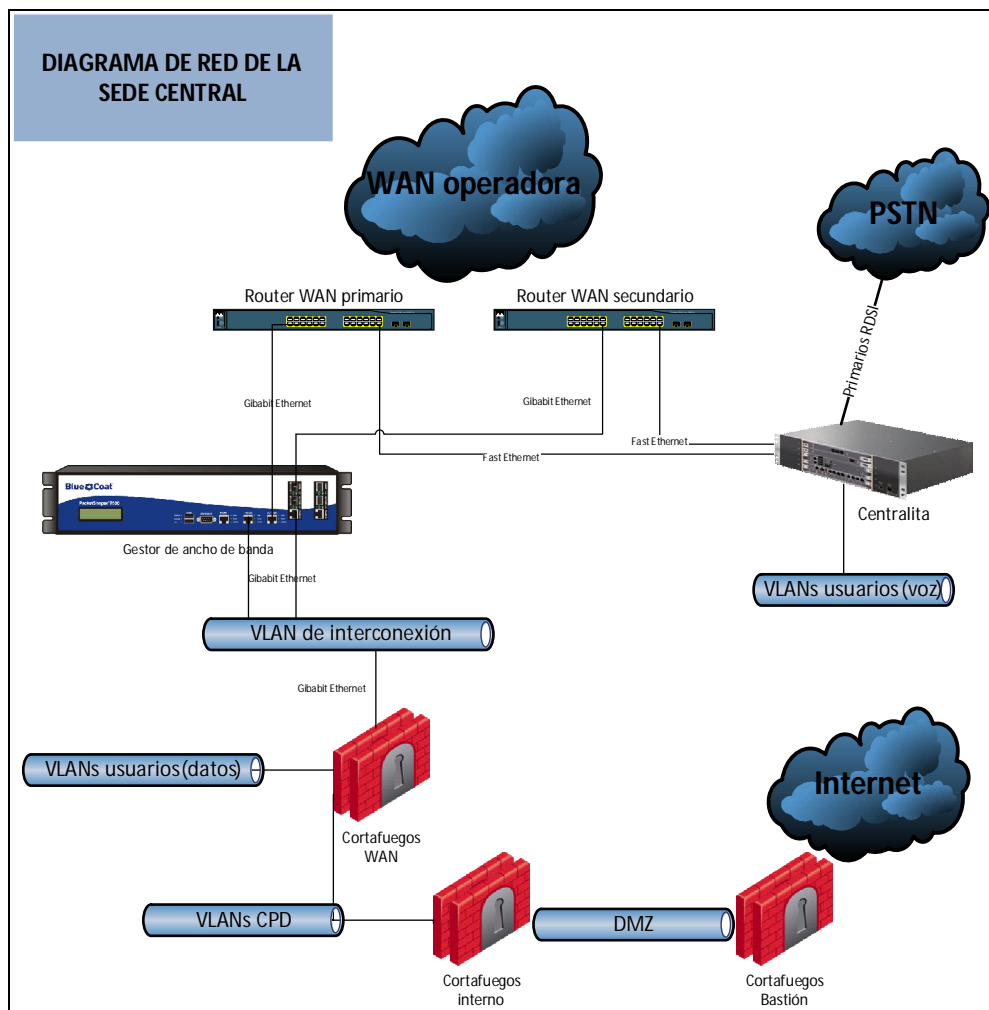 DIAGRAMA DE RED DE LA
SEDE CENTRAL
WAN operadora
PSTN
Router WAN primario
Router WAN secundario
Primarios RDSI
Gibabit Ethernet
Gibabit Ethernet
Fast Ethernet
Fast Ethernet
Blue Coat
Centralita
Gestor de ancho de banda
Gibabit Ethernet
VLANs usuarios (voz)
VLAN de interconexión
Gibabit Ethernet
VLANs usuarios (datos)
Internet
Cortafuegos
WAN
VLANs CPD
DMZ
Cortafuegos
interno
Cortafuegos
Bastión